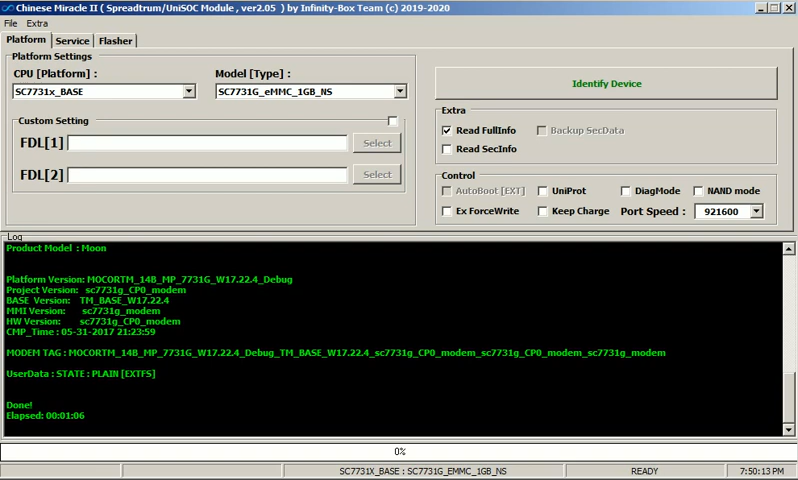 Chinese Miracle II ( Spreadtrum/UniSOC Module , ver2.05 ) by Infinity-Box Team (c) 2019-2020
File Extra
Platform Service Flasher
Platform Settings
CPU [Platform] : Model [Type] :
SC7731x_BASE SC7731G_eMMC_1GB_NS
Custom Setting
FDL[1] Select
FDL[2] Select
Identify Device
Extra
Read FullInfo Backup SecData
Read SecInfo
Control
AutoBoot [EXT] UniProt DiagMode NAND mode
Ex ForceWrite Keep Charge Port Speed : 921600
Log
Product Model : Moon
Platform Version: MOCORTM_14B_MP_7731G_W17.22.4_Debug
Project Version: sc7731g_CP0_modem
BASE Version: TM_BASE_W17.22.4
MMI Version: sc7731g_modem
HW Version: sc7731g_CP0_modem
CMP_Time : 05-31-2017 21:23:59
MODEM TAG : MOCORTM_14B_MP_7731G_W17.22.4_Debug_TM_BASE_W17.22.4_sc7731g_CP0_modem_sc7731g_CP0_modem_sc7731g_modem
UserData : STATE : PLAIN [EXTFS]
Done!
Elapsed: 00:01:06
0%
SC7731X_BASE : SC7731G_EMMC_1GB_NS READY 7:50:13 PM